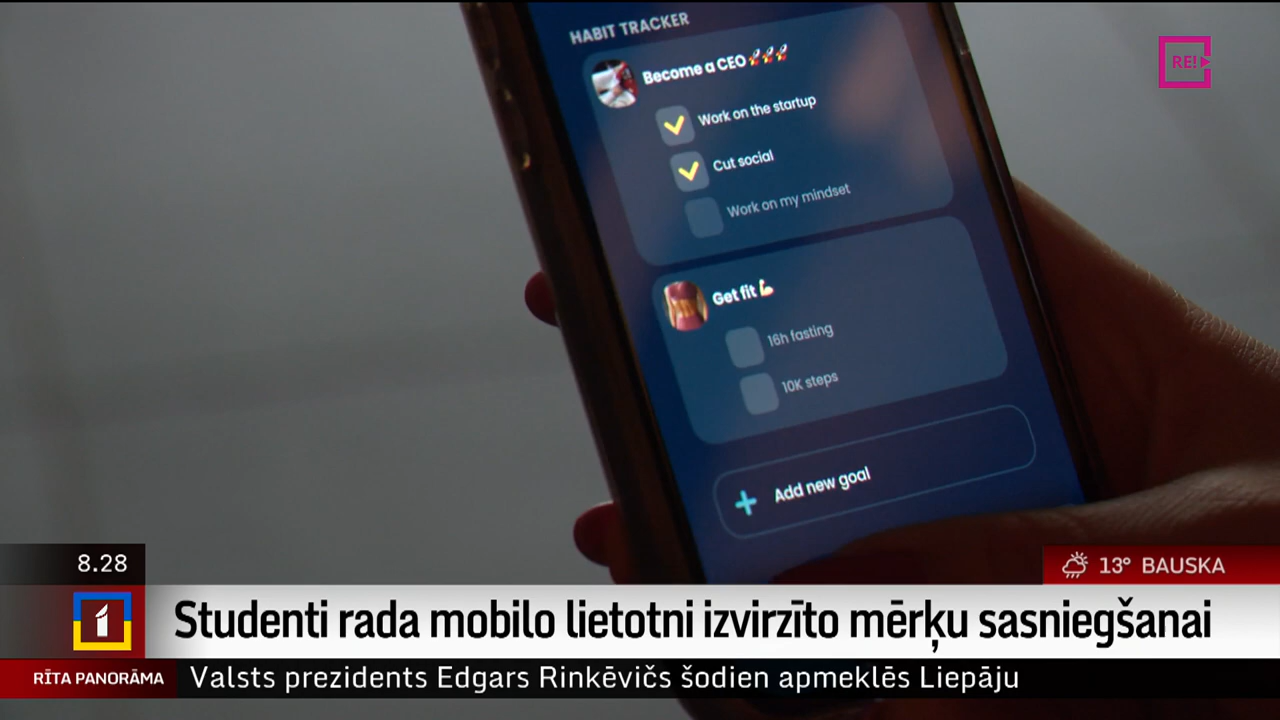 HABIT TRACKER
RE!
Become a CEO 🚀🚀🚀
Work on the startup
Cut social
Work on my mindset
Get fit 💪
16h fasting
10K steps
Add new goal
8.28
13° BAUSKA
1
Studenti rada mobilo lietotni izvirzīto mērķu sasniegšanai
RĪTA PANORĀMA
Valsts prezidents Edgars Rinkēvičs šodien apmeklēs Liepāju